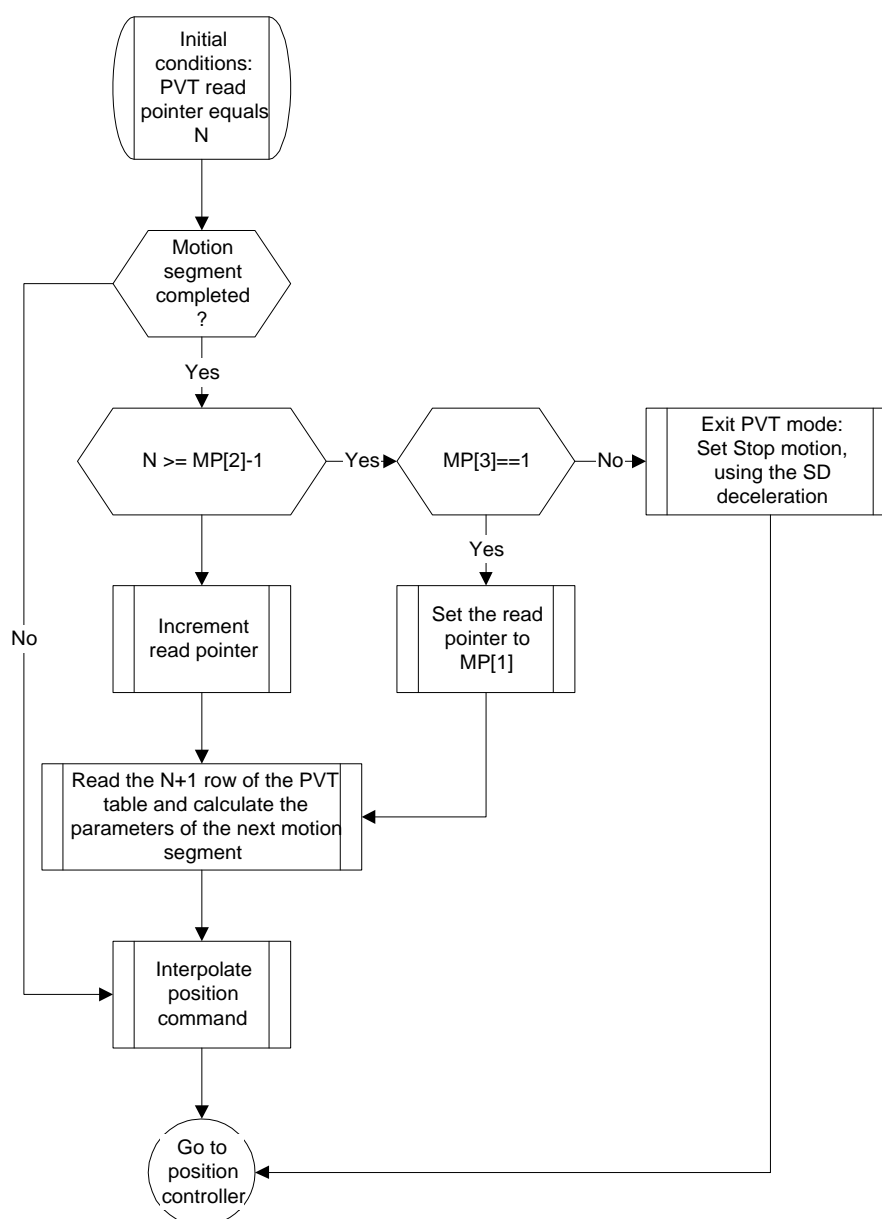 Initial
conditions:
PVT read
pointer equals
N
Motion
segment
completed
?
Yes
N >= MP[2]-1
Yes
MP[3]==1
No
Exit PVT mode:
Set Stop motion,
using the SD
deceleration
Yes
No
Increment
read pointer
Set the read
pointer to
MP[1]
Read the N+1 row of the PVT
table and calculate the
parameters of the next motion
segment
Interpolate
position
command
Go to
position
controller